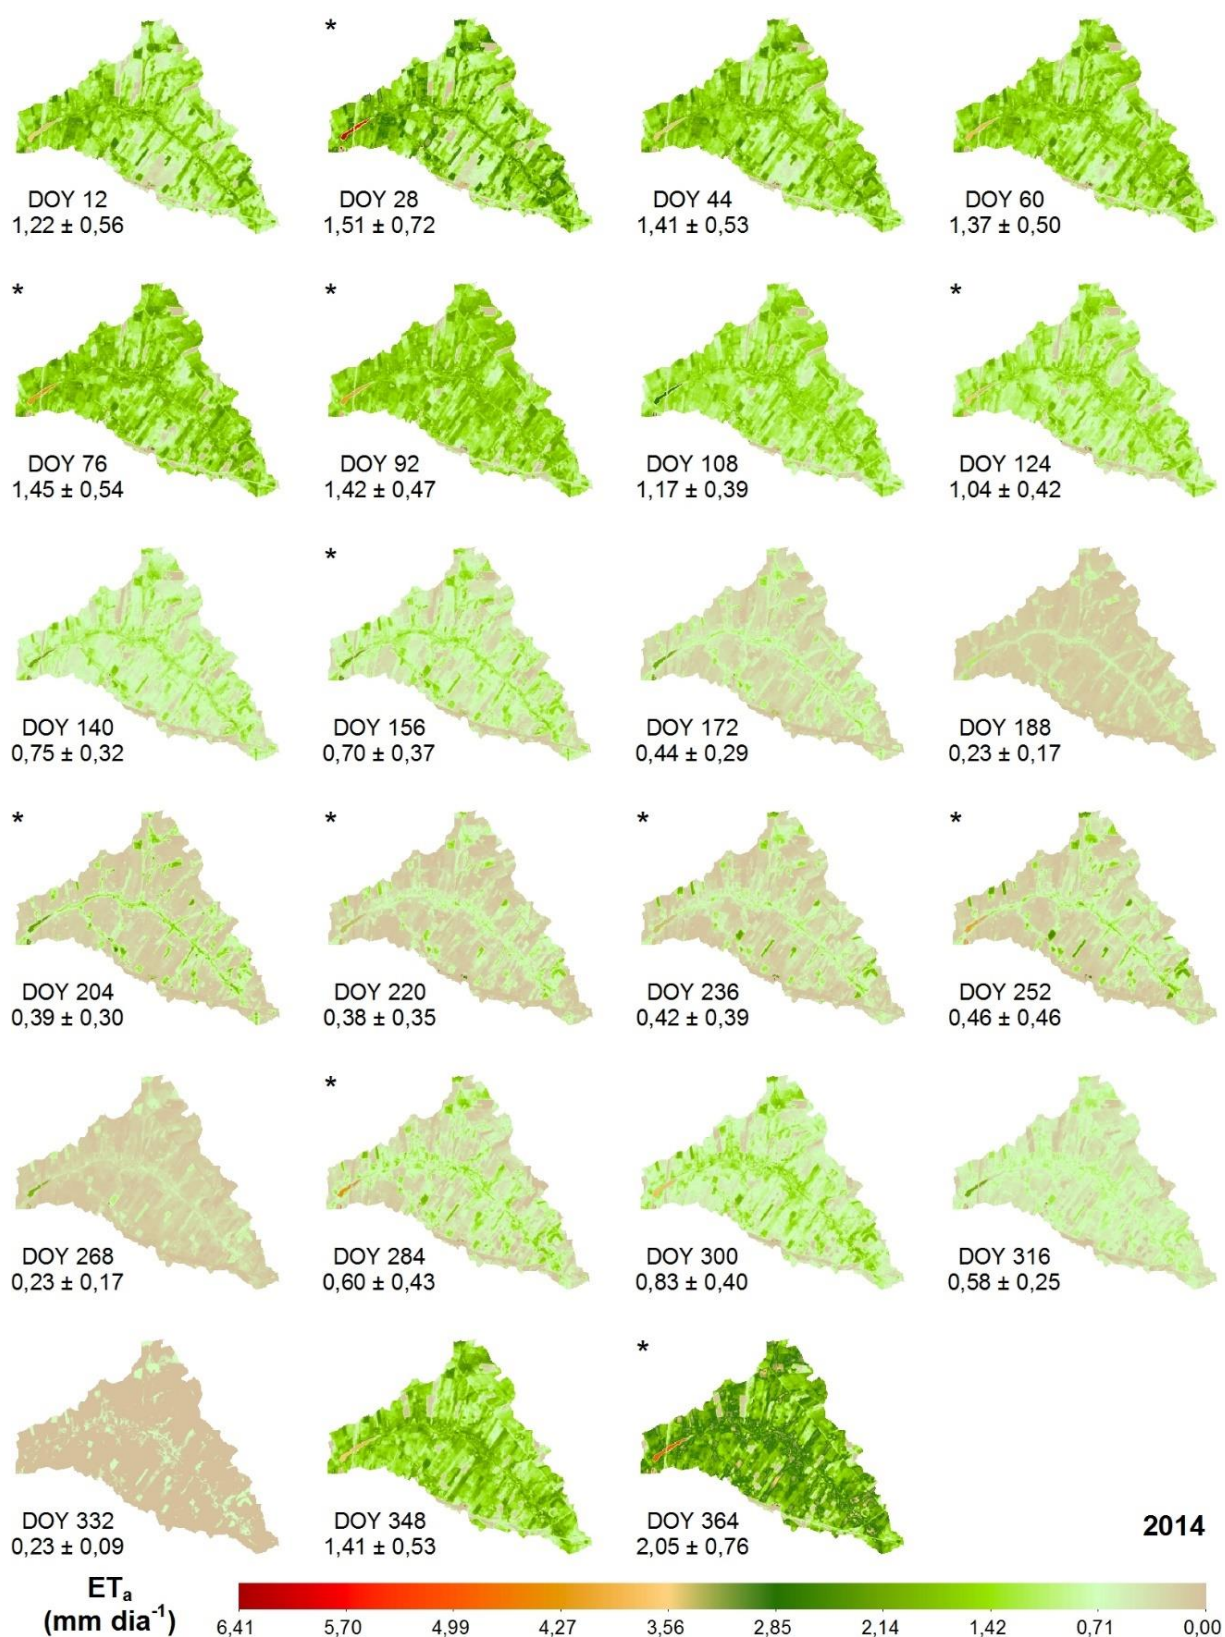 *
DOY 12
1,22 ± 0,56
DOY 28
1,51 ± 0,72
DOY 44
1,41 ± 0,53
DOY 60
1,37 ± 0,50
*
*
*
DOY 76
1,45 ± 0,54
DOY 92
1,42 ± 0,47
DOY 108
1,17 ± 0,39
DOY 124
1,04 ± 0,42
*
DOY 140
0,75 ± 0,32
DOY 156
0,70 ± 0,37
DOY 172
0,44 ± 0,29
DOY 188
0,23 ± 0,17
*
*
*
*
DOY 204
0,39 ± 0,30
DOY 220
0,38 ± 0,35
DOY 236
0,42 ± 0,39
DOY 252
0,46 ± 0,46
*
DOY 268
0,23 ± 0,17
DOY 284
0,60 ± 0,43
DOY 300
0,83 ± 0,40
DOY 316
0,58 ± 0,25
*
DOY 332
0,23 ± 0,09
DOY 348
1,41 ± 0,53
DOY 364
2,05 ± 0,76
2014
ETₐ
(mm dia⁻¹)
6,41 5,70 4,99 4,27 3,56 2,85 2,14 1,42 0,71 0,00